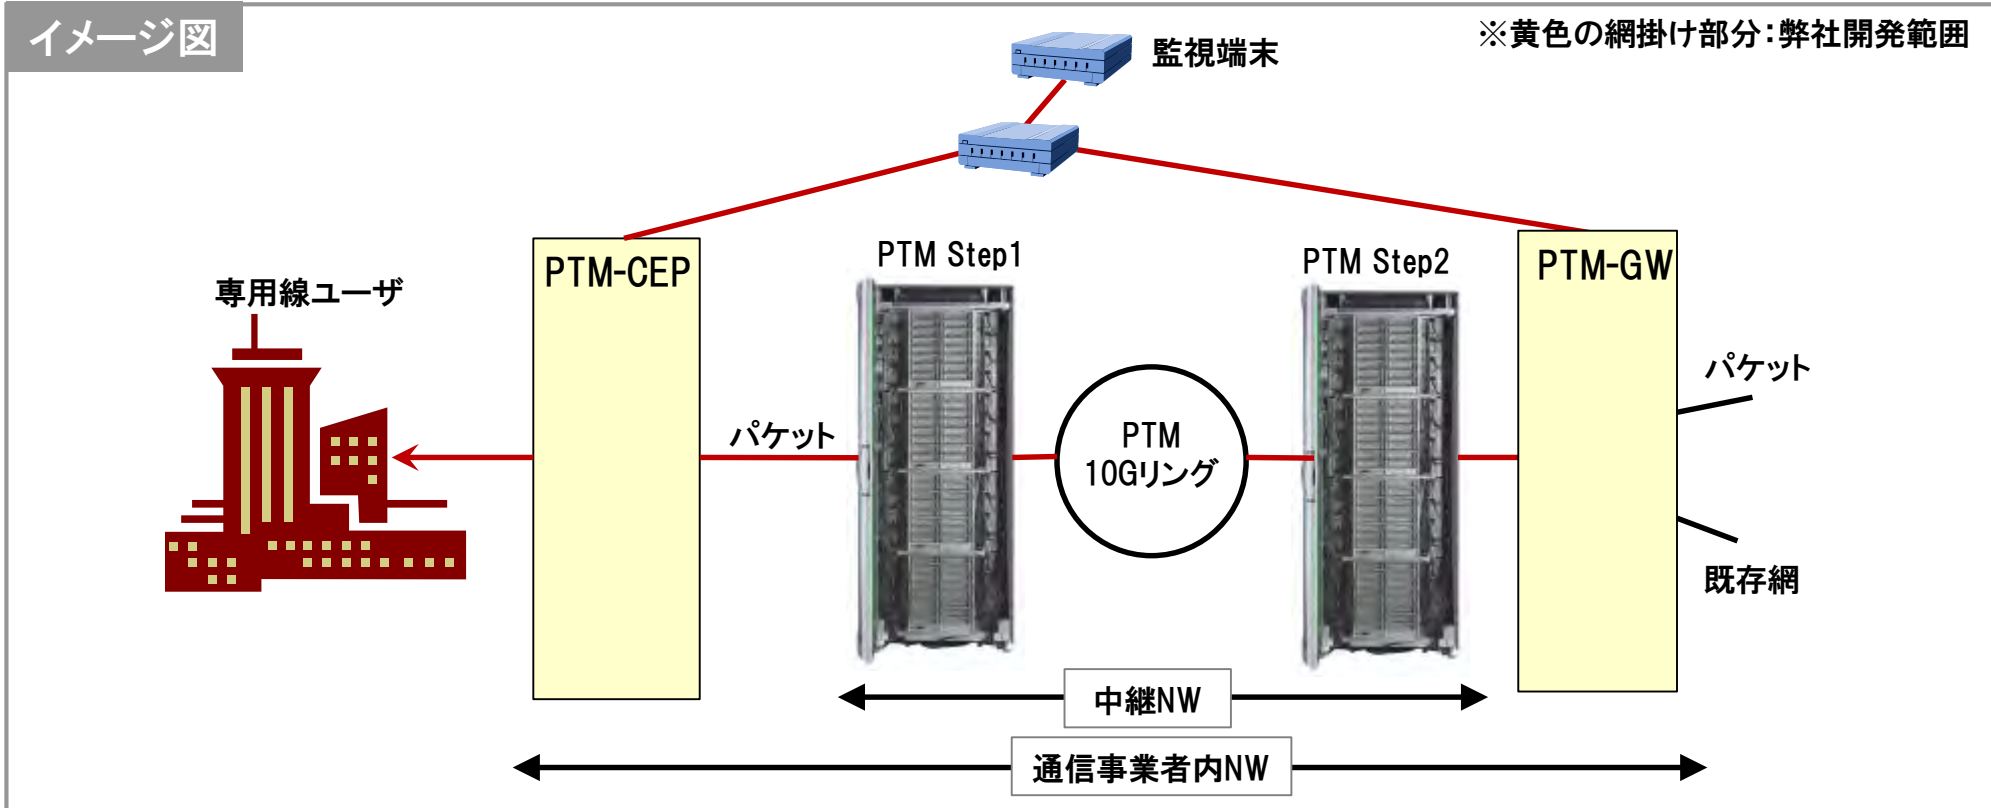 イメージ図
※黄色の網掛け部分：弊社開発範囲
監視端末
PTM-CEP
PTM Step1
PTM Step2
PTM-GW
専用線ユーザ
パケット
パケット
PTM
10Gリング
既存網
中継NW
通信事業者内NW